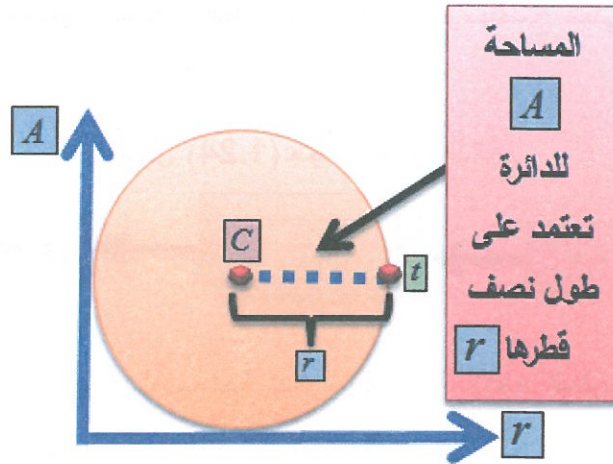 المساحة
A
للدائرة
تعتمد على
طول نصف
قطرها r
A
C
t
r
r